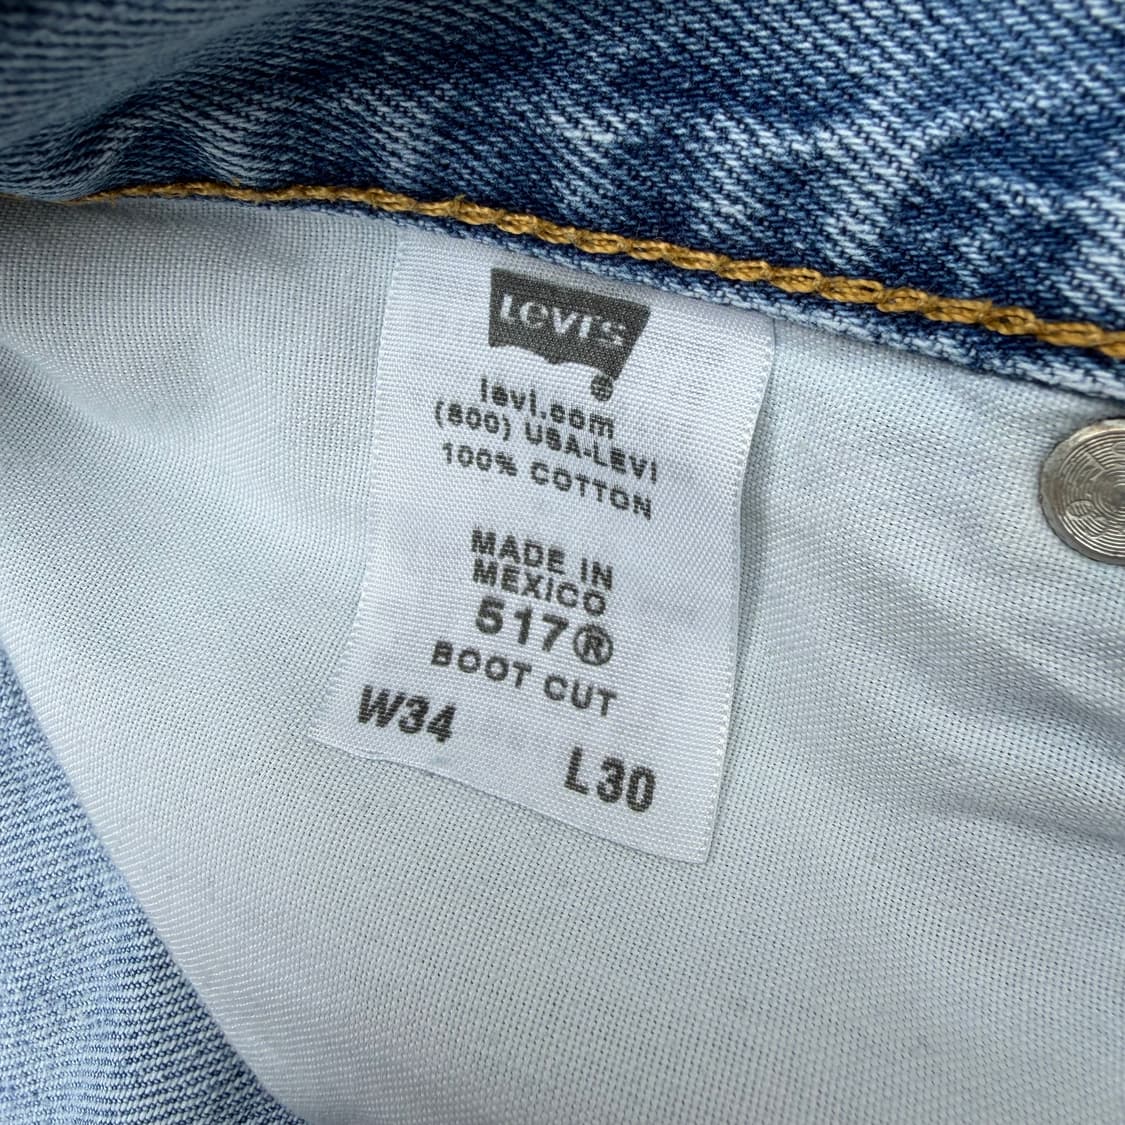 Levi's
levi.com
(800) USA-LEVI
100% COTTON
MADE IN
MEXICO
517®
BOOT CUT
W34
L30